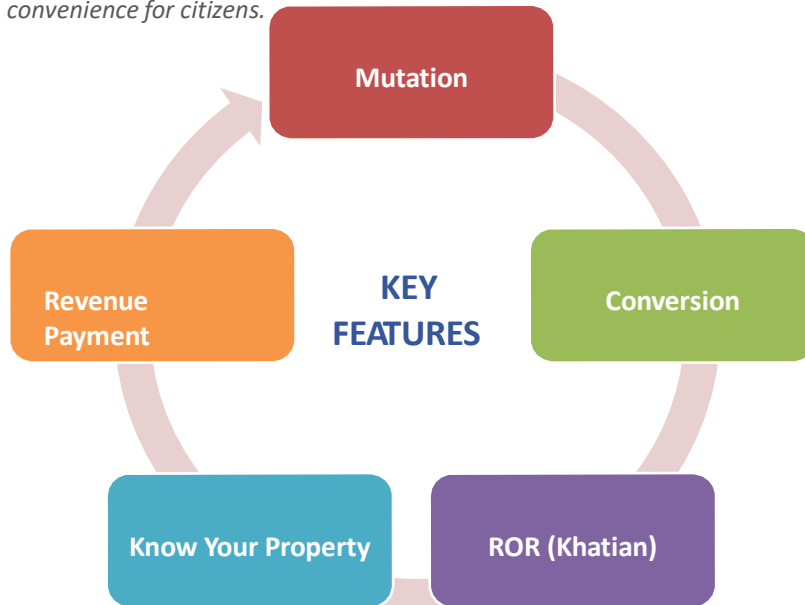 convenience for citizens.
Mutation
Conversion
ROR (Khatian)
Know Your Property
Revenue
Payment
KEY
FEATURES